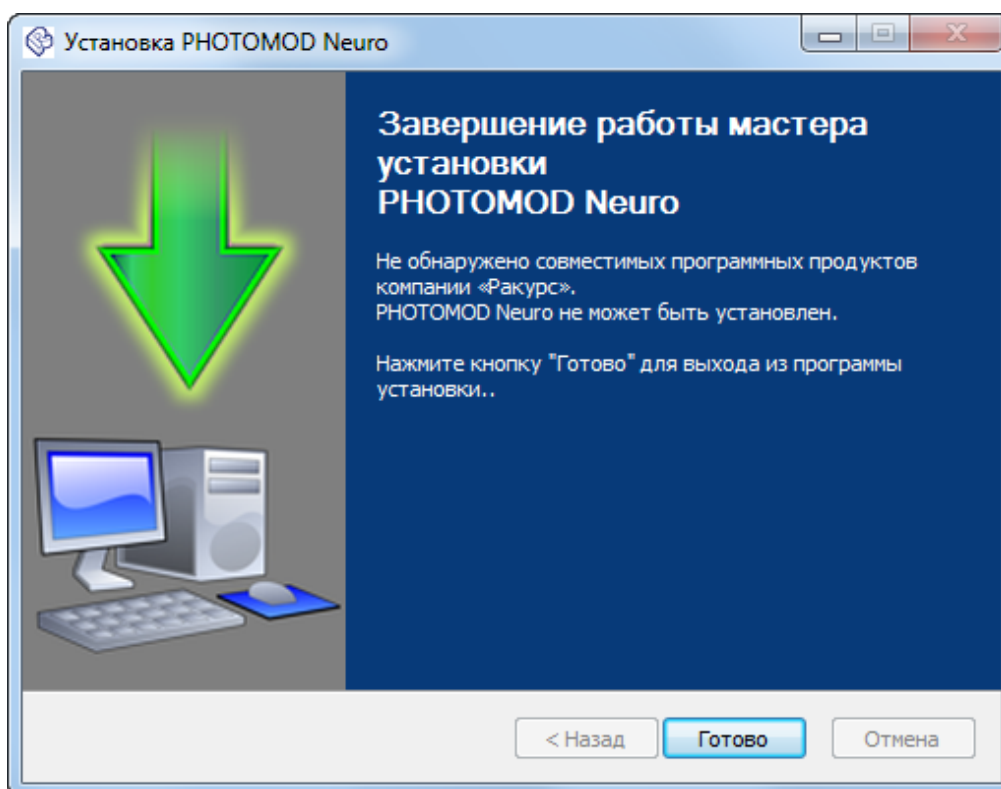 Установка PHOTOMOD Neuro
Завершение работы мастера
установки
PHOTOMOD Neuro
Не обнаружено совместимых программных продуктов
компании «Ракурс».
PHOTOMOD Neuro не может быть установлен.
Нажмите кнопку "Готово" для выхода из программы
установки..
< Назад
Готово
Отмена